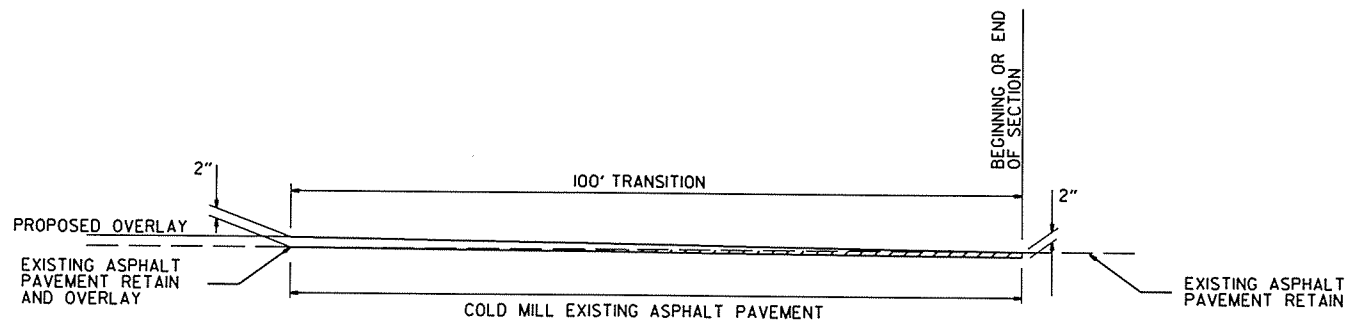 BEGINNING OR END
OF SECTION
2"
100' TRANSITION
2"
PROPOSED OVERLAY
EXISTING ASPHALT
PAVEMENT RETAIN
AND OVERLAY
EXISTING ASPHALT
PAVEMENT RETAIN
COLD MILL EXISTING ASPHALT PAVEMENT